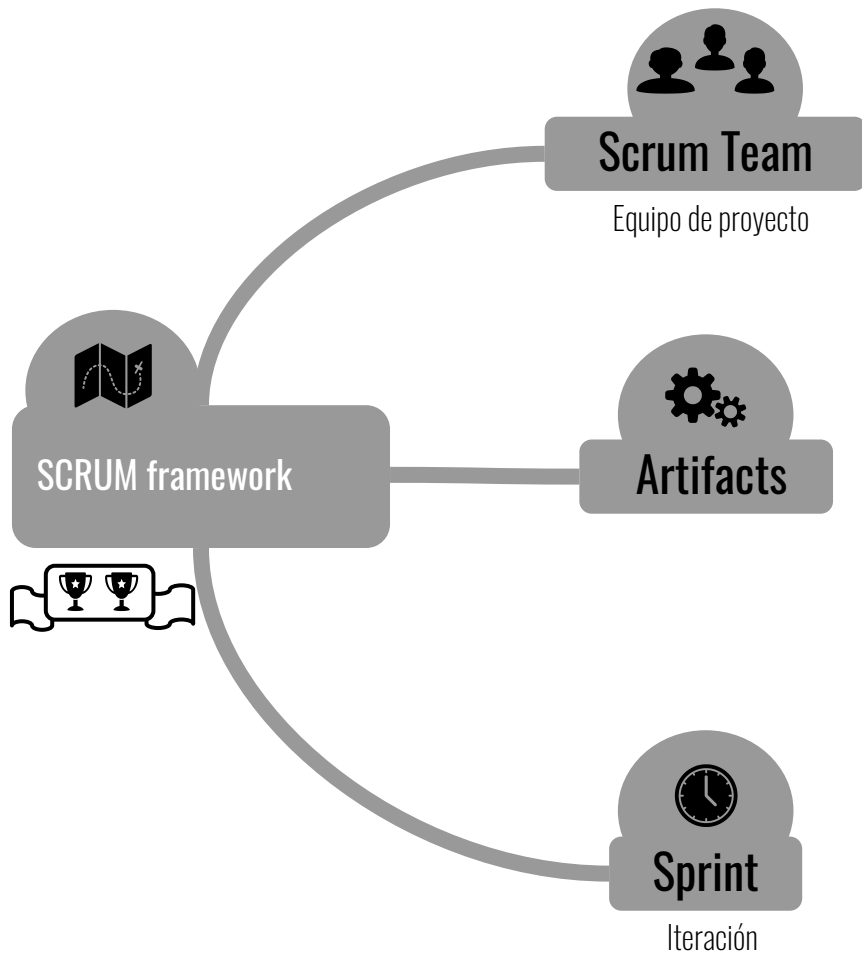 Scrum Team
Equipo de proyecto
SCRUM framework
Artifacts
Sprint
Iteración